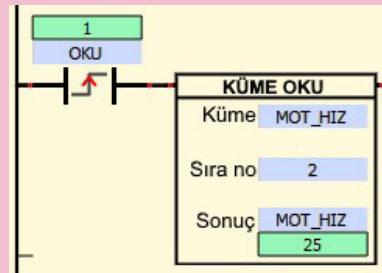 1
OKU
KÜME OKU
Küme MOT_HIZ
Sıra no 2
Sonuç MOT_HIZ
25